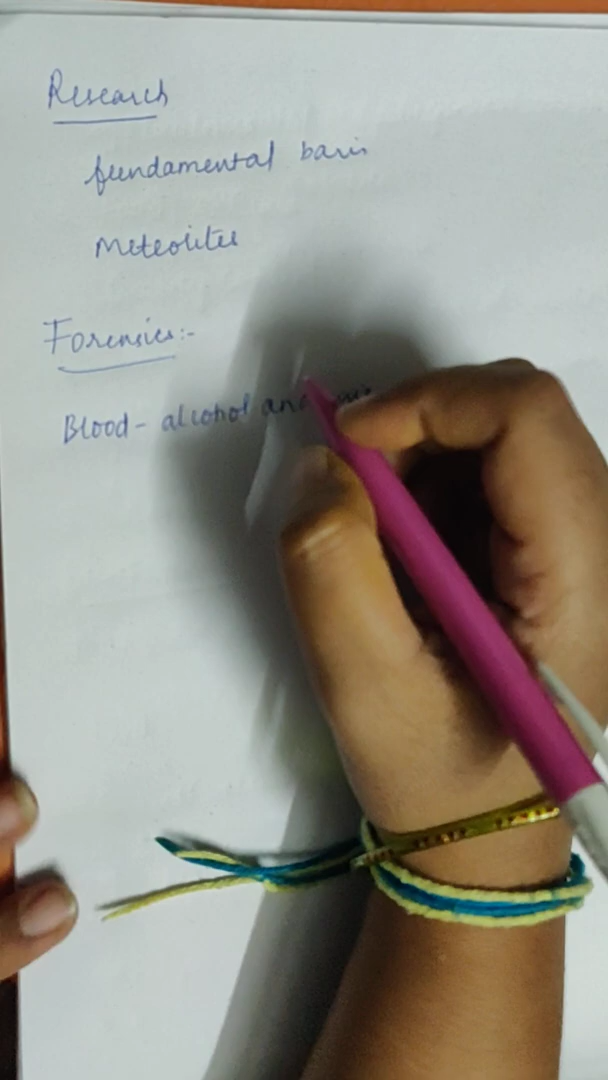 Research
fundamental basis
Meteorites
Forensics:-
Blood- alcohol